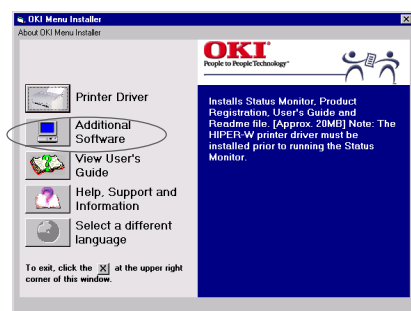 OKI Menu Installer
About OKI Menu Installer
OKI
People to People Technology
Printer Driver
Additional
Software
View User's
Guide
Help, Support and
Information
Select a different
language
To exit, click the X at the upper right
corner of this window.
Installs Status Monitor, Product
Registration, User's Guide and
Readme file. [Approx. 20MB] Note: The
HIPER-W printer driver must be
installed prior to running the Status
Monitor.